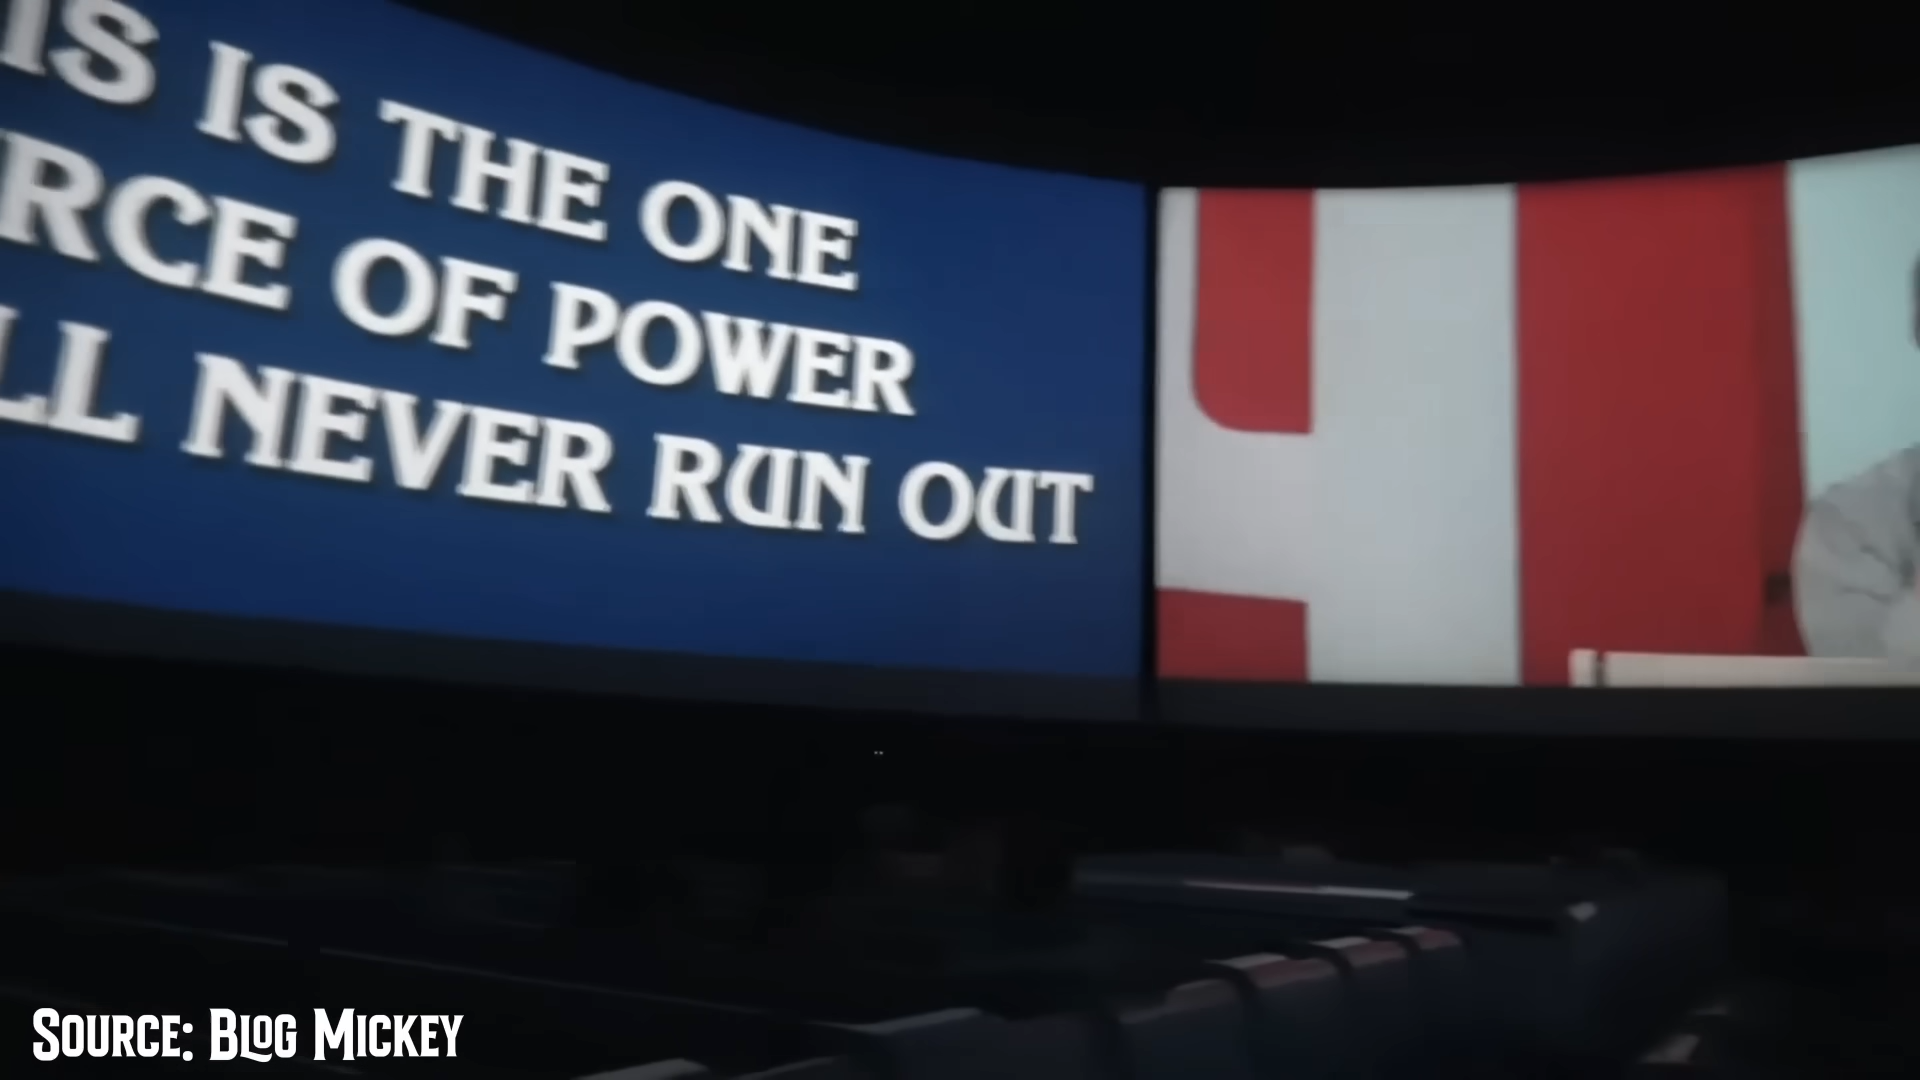 IS IS THE ONE
RCE OF POWER
LL NEVER RUN OUT
Source: Blog Mickey